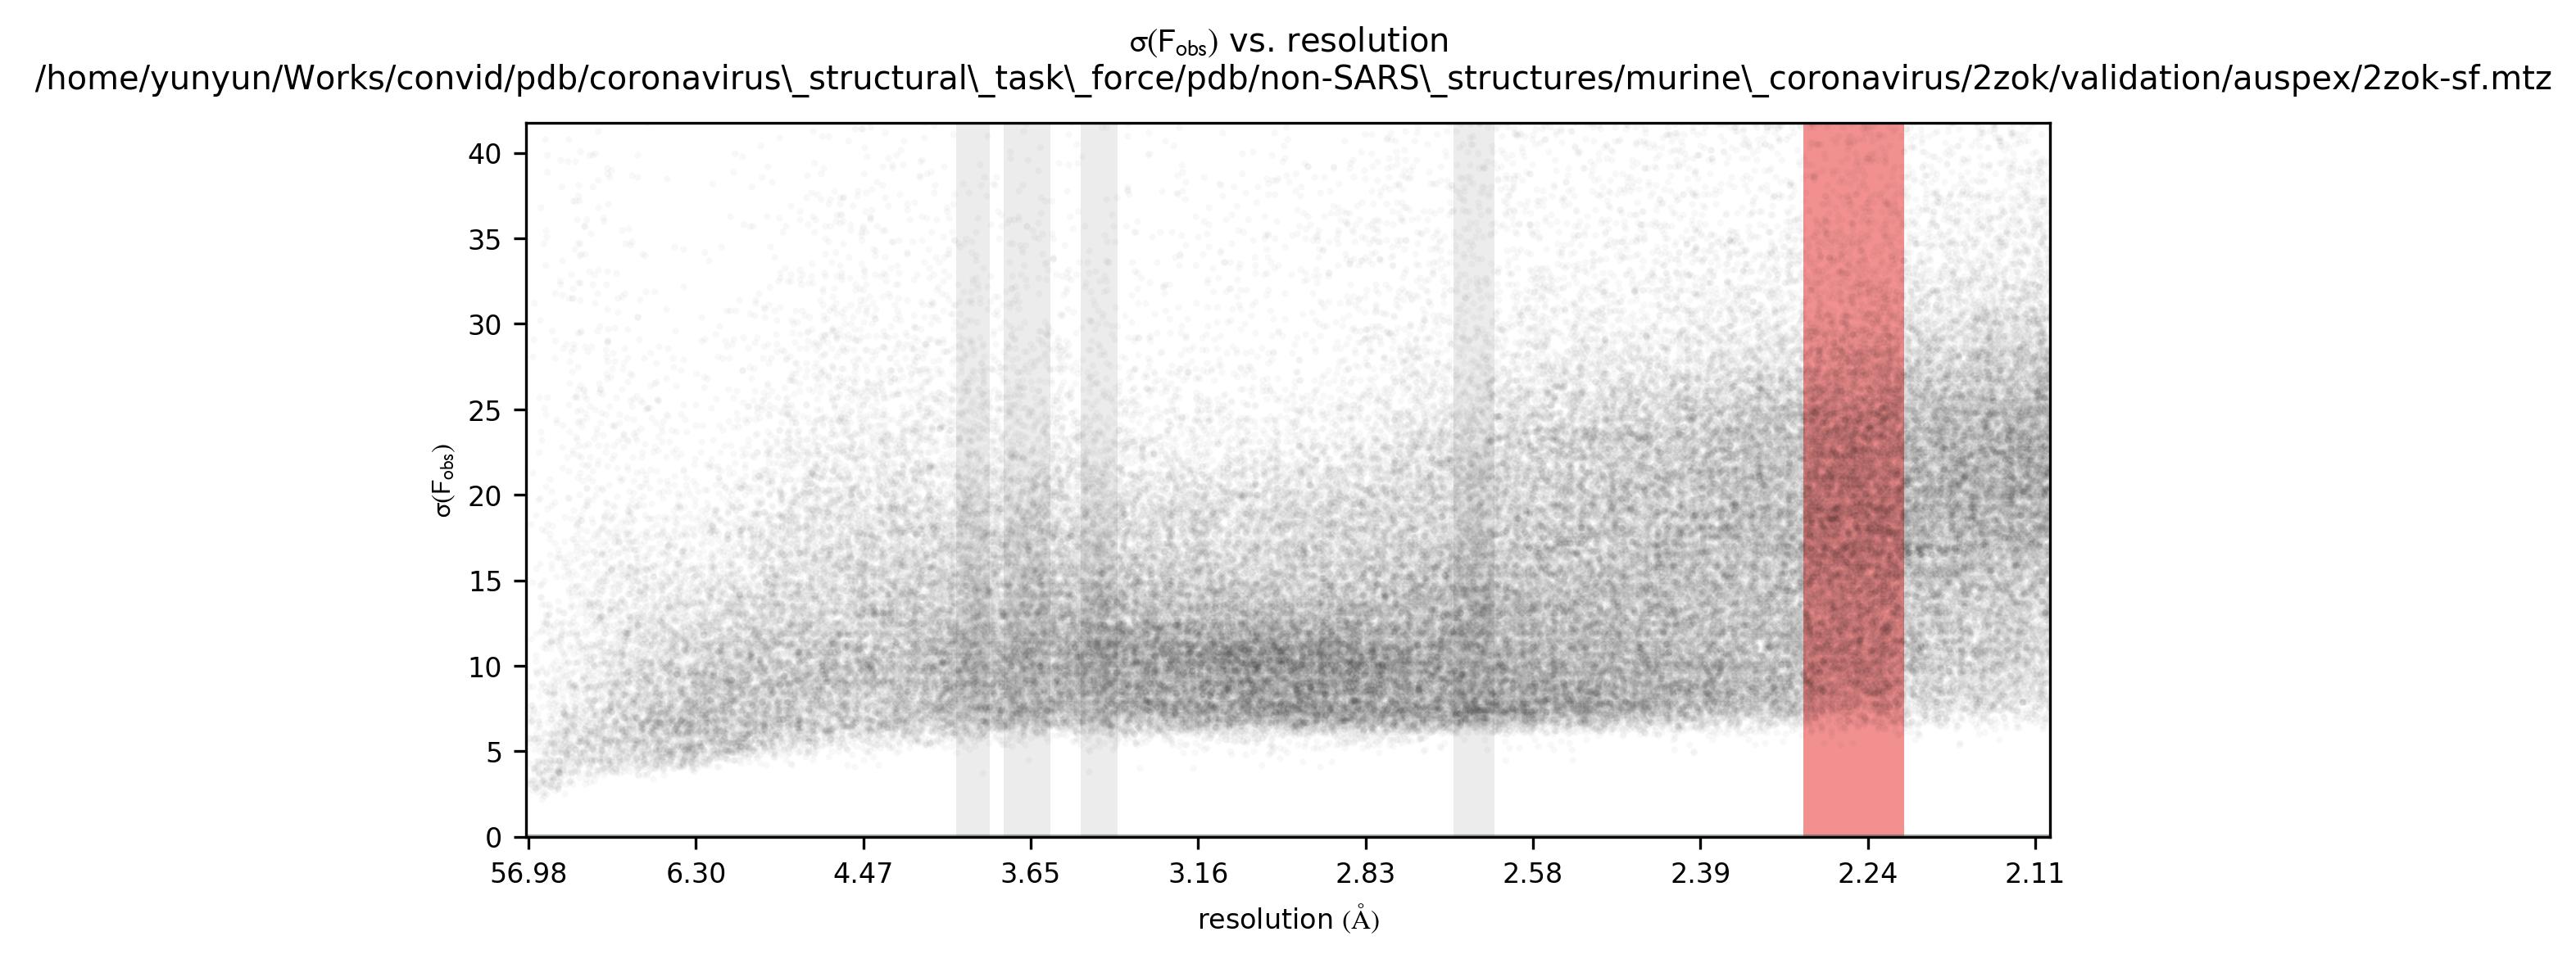 σ(Fobs) vs. resolution
/home/yunyun/Works/convid/pdb/coronavirus\_structural\_task\_force/pdb/non-SARS\_structures/murine\_coronavirus/2zok/validation/auspex/2zok-sf.mtz
40
35
30
25
20
15
10
5
0
σ(Fobs)
56.98 6.30 4.47 3.65 3.16 2.83 2.58 2.39 2.24 2.11
resolution (Å)